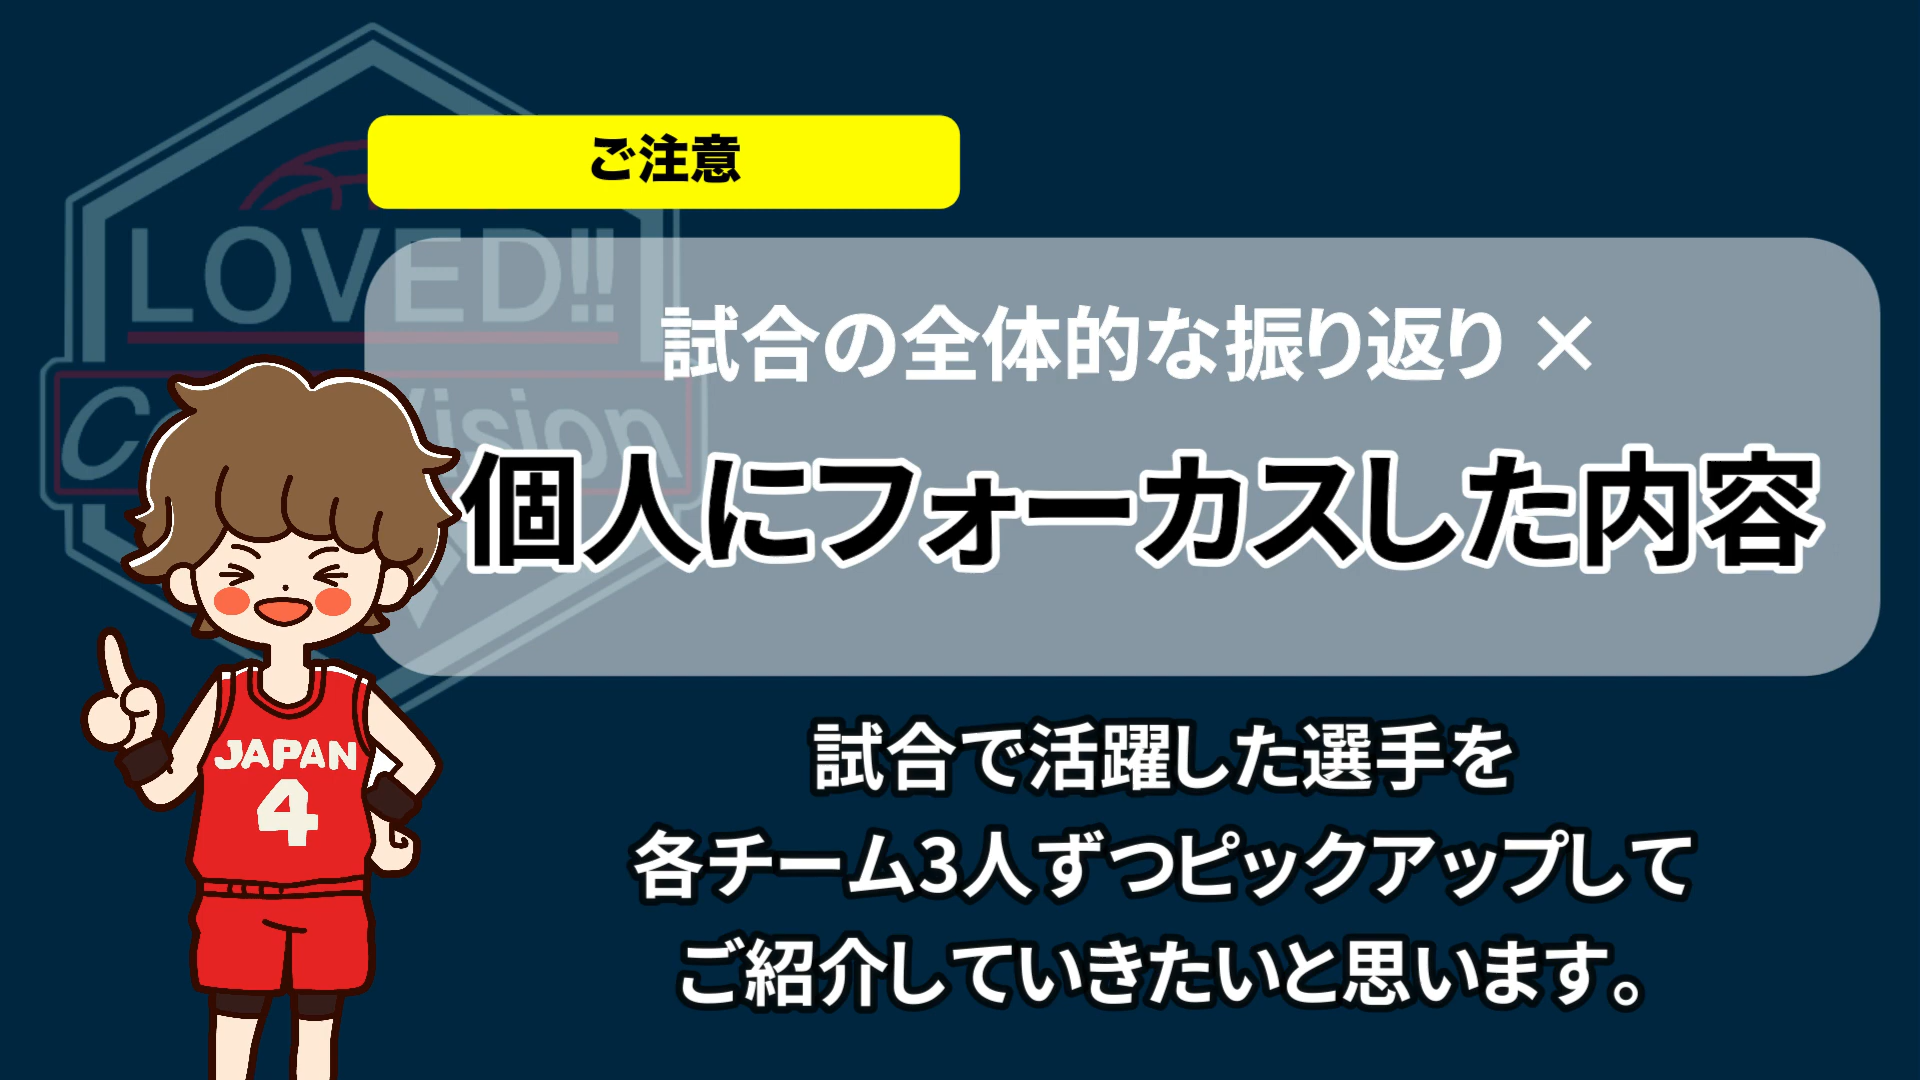 ご注意
LOVED!!
試合の全体的な振り返り ×
個人にフォーカスした内容
JAPAN
4
試合で活躍した選手を
各チーム3人ずつピックアップして
ご紹介していきたいと思います。